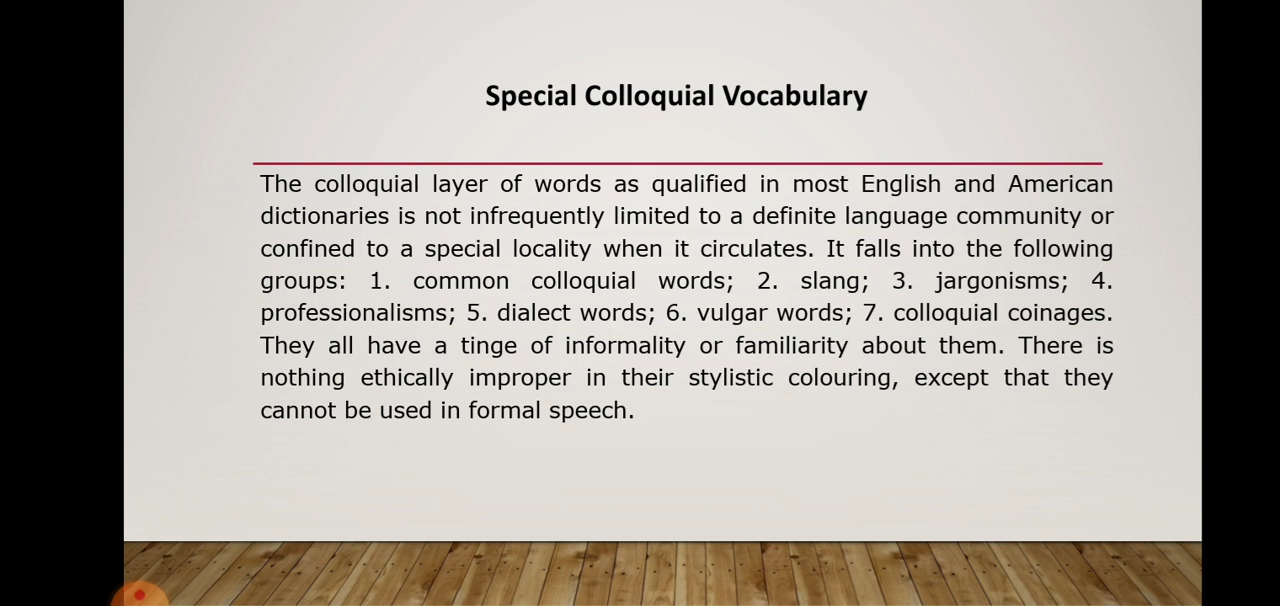 Special Colloquial Vocabulary
The colloquial layer of words as qualified in most English and American
dictionaries is not infrequently limited to a definite language community or
confined to a special locality when it circulates. It falls into the following
groups: 1. common colloquial words; 2. slang; 3. jargonisms; 4.
professionalisms; 5. dialect words; 6. vulgar words; 7. colloquial coinages.
They all have a tinge of informality or familiarity about them. There is
nothing ethically improper in their stylistic colouring, except that they
cannot be used in formal speech.